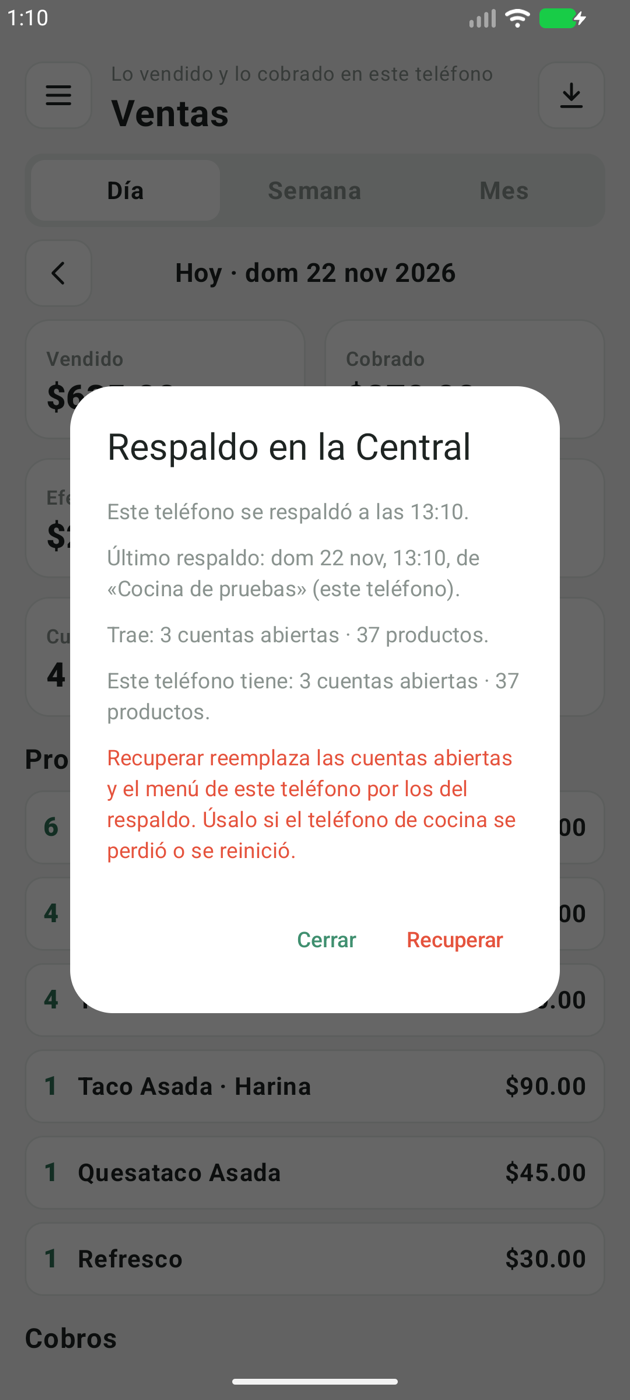 1:10
Lo vendido y lo cobrado en este teléfono
Ventas
Día
Semana
Mes
Hoy · dom 22 nov 2026
Vendido
Cobrado
Respaldo en la Central
Este teléfono se respaldó a las 13:10.
Último respaldo: dom 22 nov, 13:10, de
«Cocina de pruebas» (este teléfono).
Trae: 3 cuentas abiertas · 37 productos.
Este teléfono tiene: 3 cuentas abiertas · 37
productos.
Recuperar reemplaza las cuentas abiertas
y el menú de este teléfono por los del
respaldo. Úsalo si el teléfono de cocina se
perdió o se reinició.
Cerrar
Recuperar
4
6
4
4
1 Taco Asada · Harina $90.00
1 Quesataco Asada $45.00
1 Refresco $30.00
Cobros